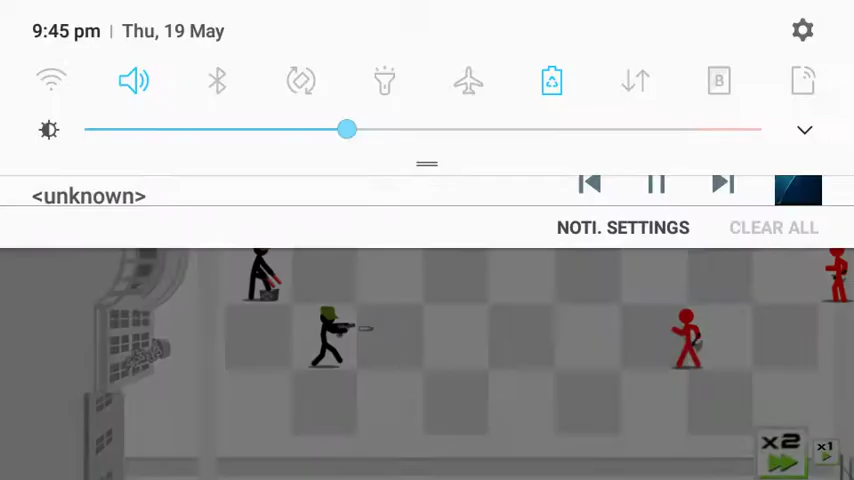 9:45 pm | Thu, 19 May
B
<unknown>
NOTI. SETTINGS CLEAR ALL
x2 x1